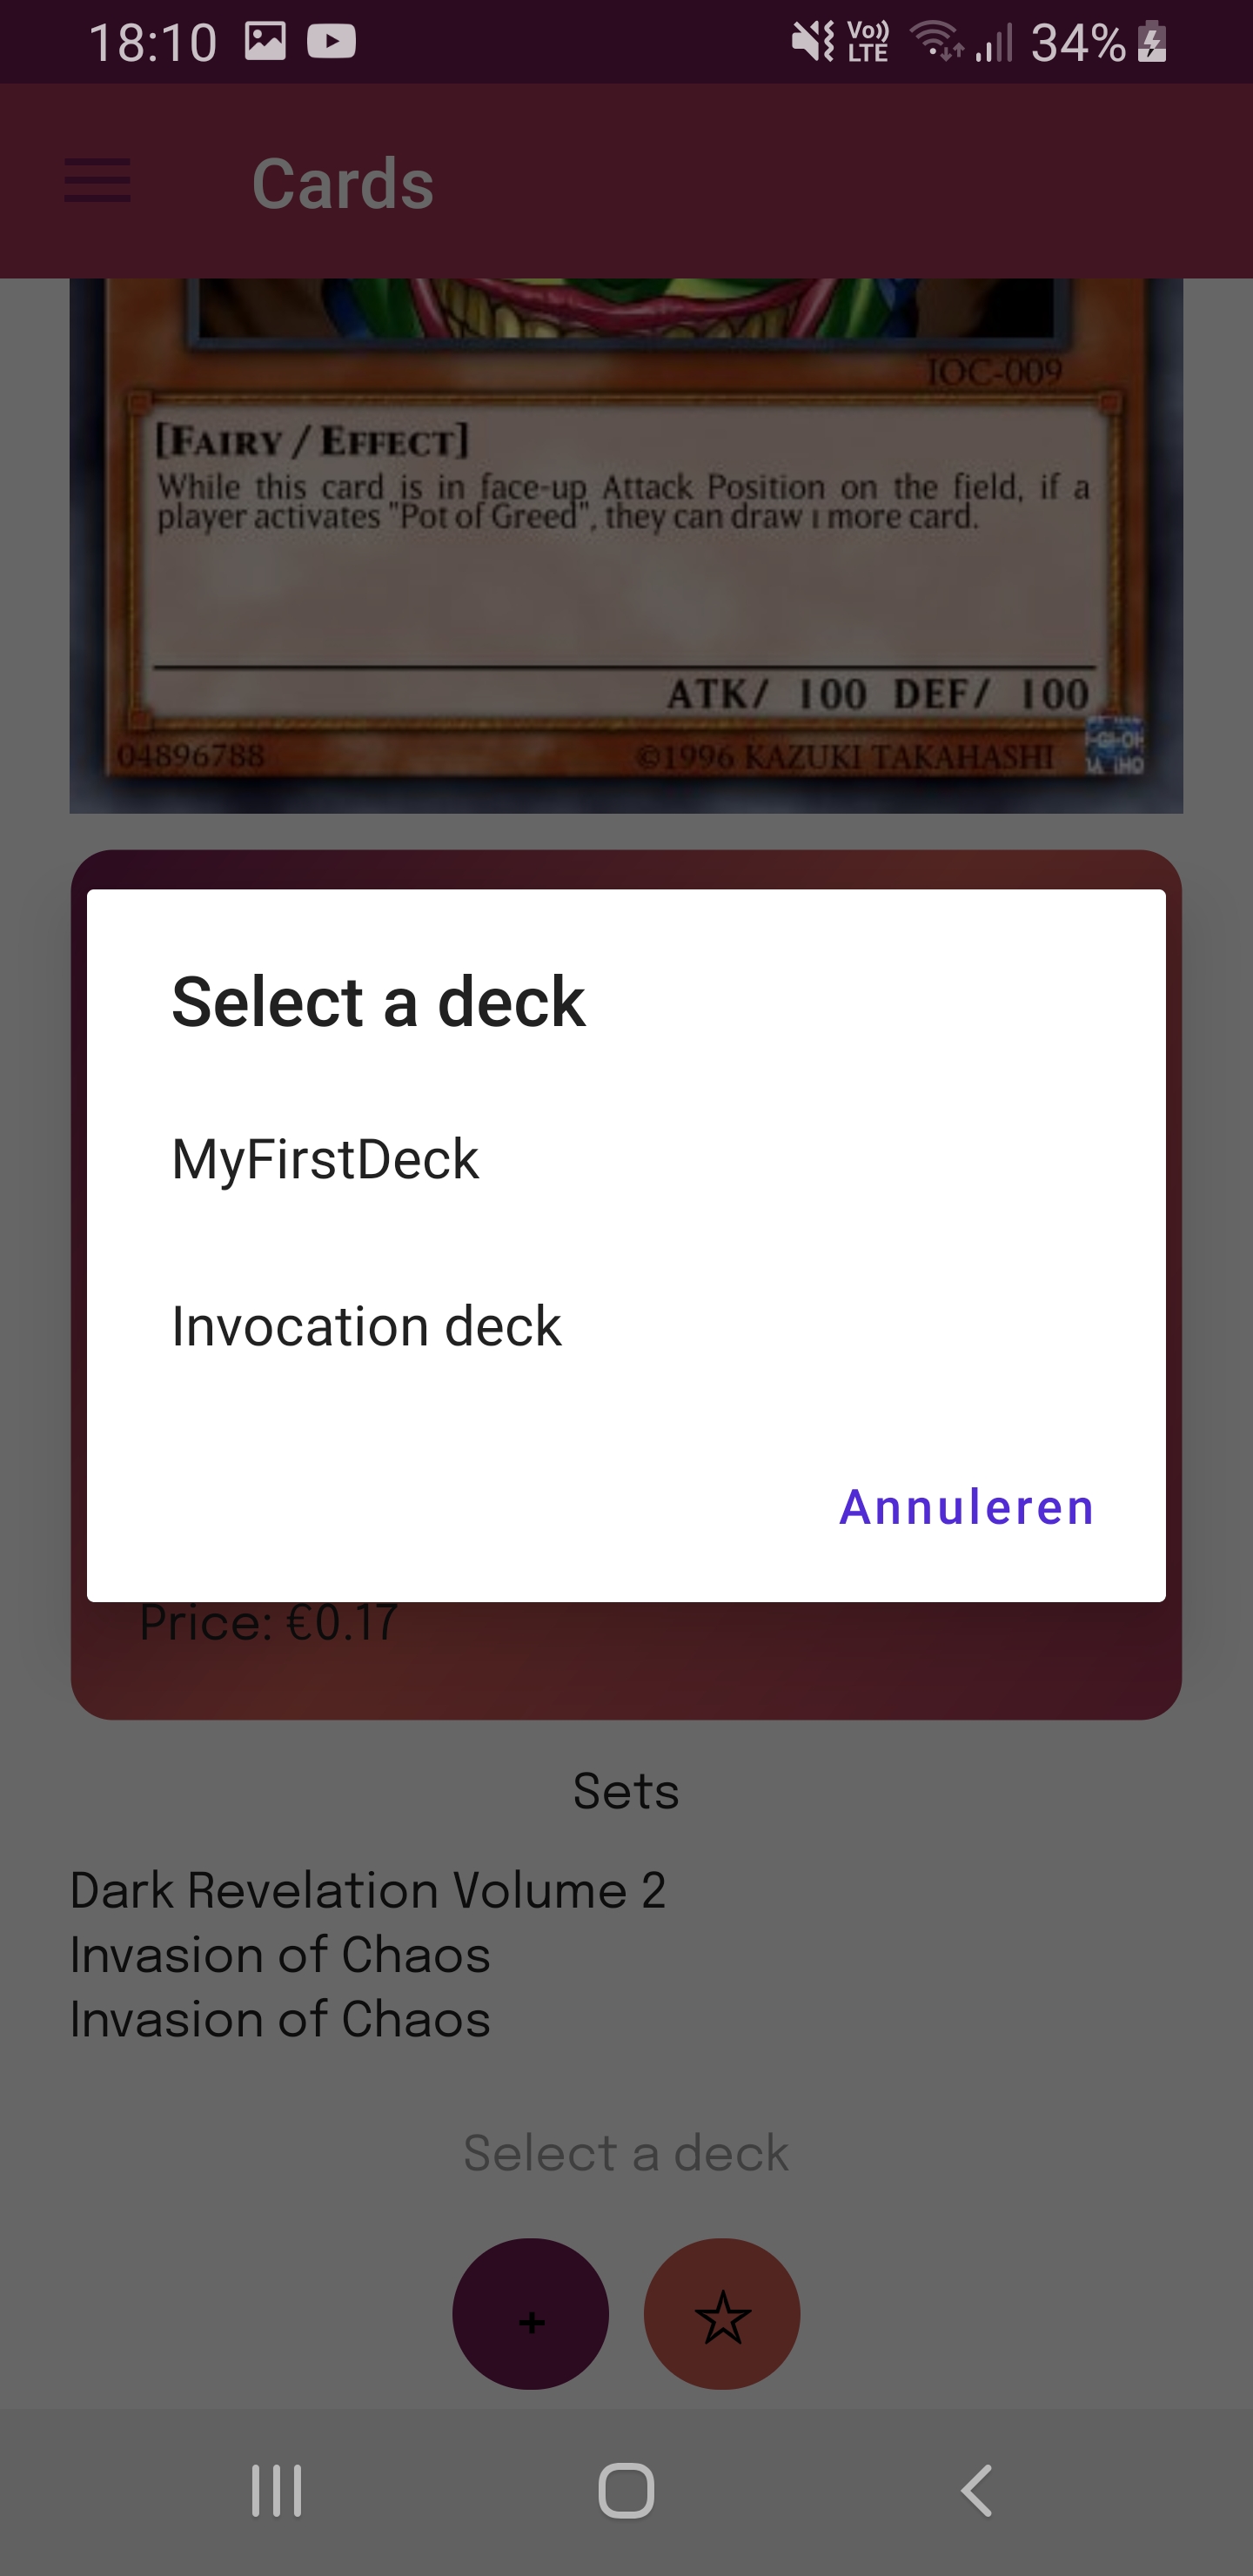 18:10
Vo)) LTE
34%
Cards
IOC-009
[FAIRY / EFFECT]
While this card is in face-up Attack Position on the field, if a
player activates "Pot of Greed", they can draw 1 more card.
ATK/ 100 DEF/ 100
04896788
©1996 KAZUKI TAKAHASHI
Select a deck
MyFirstDeck
Invocation deck
Annuleren
Price: €0.17
Sets
Dark Revelation Volume 2
Invasion of Chaos
Invasion of Chaos
Select a deck
+